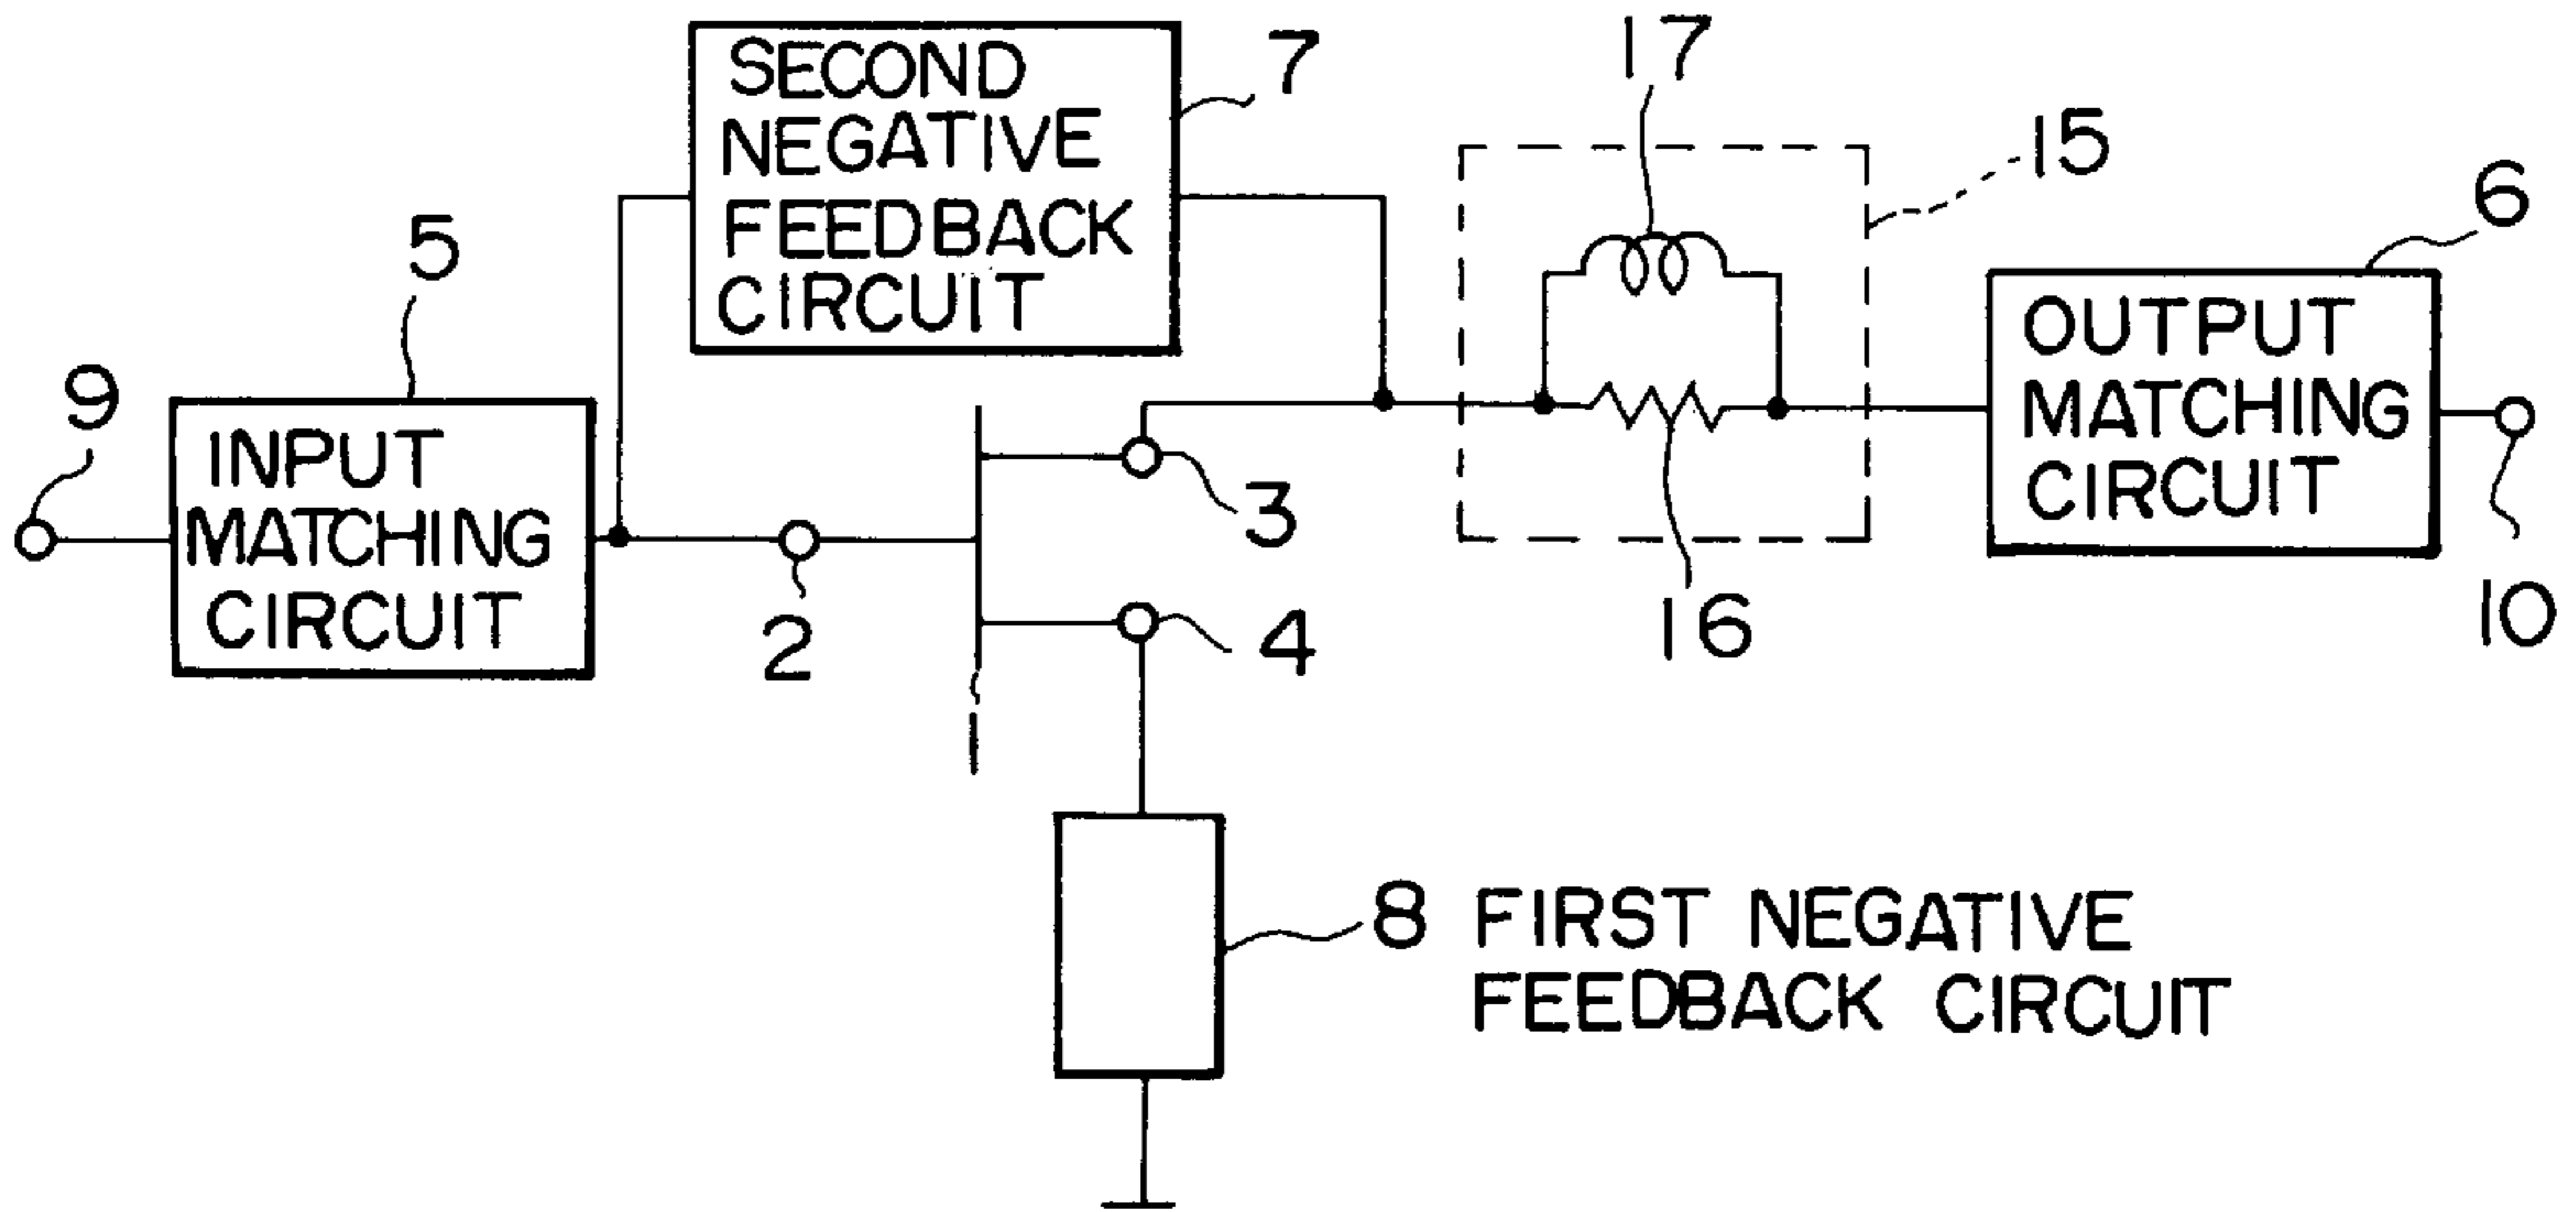 SECOND
NEGATIVE
FEEDBACK
CIRCUIT
7
17
15
6
5
9
INPUT
MATCHING
CIRCUIT
OUTPUT
MATCHING
CIRCUIT
2
3
4
16
10
1
8 FIRST NEGATIVE
FEEDBACK CIRCUIT